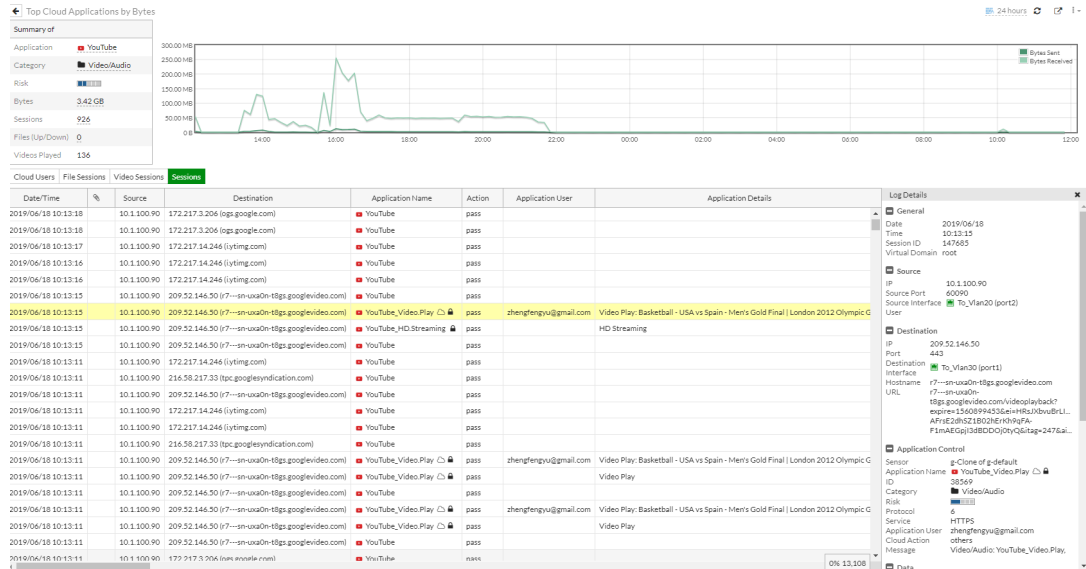 Top Cloud Applications by Bytes
24 hours
Summary of
Application YouTube
Category Video/Audio
Risk
Bytes 3.42 GB
Sessions 926
Files (Up/Down) 0
Videos Played 136
300.00 MB
250.00 MB
200.00 MB
150.00 MB
100.00 MB
50.00 MB
0 B
Bytes Sent
Bytes Received
14:00 16:00 18:00 20:00 22:00 00:00 02:00 04:00 06:00 08:00 10:00 12:00
Cloud Users File Sessions Video Sessions Sessions
Date/Time Source Destination Application Name Action Application User Application Details
2019/06/18 10:13:18 10.1.100.90 172.217.3.206 (ogs.google.com) YouTube pass
2019/06/18 10:13:18 10.1.100.90 172.217.3.206 (ogs.google.com) YouTube pass
2019/06/18 10:13:17 10.1.100.90 172.217.14.246 (i.ytimg.com) YouTube pass
2019/06/18 10:13:16 10.1.100.90 172.217.14.246 (i.ytimg.com) YouTube pass
2019/06/18 10:13:16 10.1.100.90 172.217.14.246 (i.ytimg.com) YouTube pass
2019/06/18 10:13:15 10.1.100.90 209.52.146.50 (r7---sn-uxa0n-t8gs.googlevideo.com) YouTube pass
2019/06/18 10:13:15 10.1.100.90 209.52.146.50 (r7---sn-uxa0n-t8gs.googlevideo.com) YouTube_Video.Play pass zhengfengyu@gmail.com Video Play: Basketball - USA vs Spain - Men's Gold Final | London 2012 Olympic G
2019/06/18 10:13:15 10.1.100.90 209.52.146.50 (r7---sn-uxa0n-t8gs.googlevideo.com) YouTube_HD.Streaming pass HD Streaming
2019/06/18 10:13:11 10.1.100.90 172.217.14.246 (i.ytimg.com) YouTube pass
2019/06/18 10:13:11 10.1.100.90 216.58.217.33 (tpc.googlesyndication.com) YouTube pass
2019/06/18 10:13:11 10.1.100.90 209.52.146.50 (r7---sn-uxa0n-t8gs.googlevideo.com) YouTube pass
2019/06/18 10:13:11 10.1.100.90 209.52.146.50 (r7---sn-uxa0n-t8gs.googlevideo.com) YouTube pass
2019/06/18 10:13:11 10.1.100.90 172.217.14.246 (i.ytimg.com) YouTube pass
2019/06/18 10:13:11 10.1.100.90 172.217.14.246 (i.ytimg.com) YouTube pass
2019/06/18 10:13:11 10.1.100.90 216.58.217.33 (tpc.googlesyndication.com) YouTube pass
2019/06/18 10:13:11 10.1.100.90 209.52.146.50 (r7---sn-uxa0n-t8gs.googlevideo.com) YouTube_Video.Play pass zhengfengyu@gmail.com Video Play: Basketball - USA vs Spain - Men's Gold Final | London 2012 Olympic G
2019/06/18 10:13:11 10.1.100.90 209.52.146.50 (r7---sn-uxa0n-t8gs.googlevideo.com) YouTube_Video.Play pass Video Play
2019/06/18 10:13:11 10.1.100.90 209.52.146.50 (r7---sn-uxa0n-t8gs.googlevideo.com) YouTube pass
2019/06/18 10:13:11 10.1.100.90 209.52.146.50 (r7---sn-uxa0n-t8gs.googlevideo.com) YouTube_Video.Play pass zhengfengyu@gmail.com Video Play: Basketball - USA vs Spain - Men's Gold Final | London 2012 Olympic G
2019/06/18 10:13:11 10.1.100.90 209.52.146.50 (r7---sn-uxa0n-t8gs.googlevideo.com) YouTube_Video.Play pass Video Play
2019/06/18 10:13:11 10.1.100.90 209.52.146.50 (r7---sn-uxa0n-t8gs.googlevideo.com) YouTube pass
2019/06/18 10:13:11 10.1.100.90 172.217.3.206 (ogs.google.com) YouTube pass
0% 13,108
Log Details
General
Date 2019/06/18
Time 10:13:15
Session ID 147685
Virtual Domain root
Source
IP 10.1.100.90
Source Port 60090
Source Interface To_Vlan20 (port2)
User
Destination
IP 209.52.146.50
Port 443
Destination Interface To_Vlan30 (port1)
Hostname r7---sn-uxa0n-t8gs.googlevideo.com
URL r7---sn-uxa0n-
t8gs.googlevideo.com/videoplayback?
expire=1560899453&ei=HRsJXbvuBrLI...
AFrsE2dhSZ1B02hErKh9qFA-
F1mAEGpjI3dBDDOj0tyQ&itag=247&ai...
Application Control
Sensor g-Clone of g-default
Application Name YouTube_Video.Play
ID 38569
Category Video/Audio
Risk
Protocol 6
Service HTTPS
Application User zhengfengyu@gmail.com
Cloud Action others
Message Video/Audio: YouTube_Video.Play,
Data